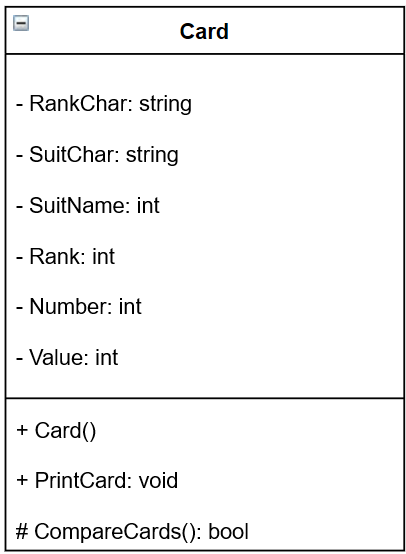 Card
- RankChar: string
- SuitChar: string
- SuitName: int
- Rank: int
- Number: int
- Value: int
+ Card()
+ PrintCard: void
# CompareCards(): bool